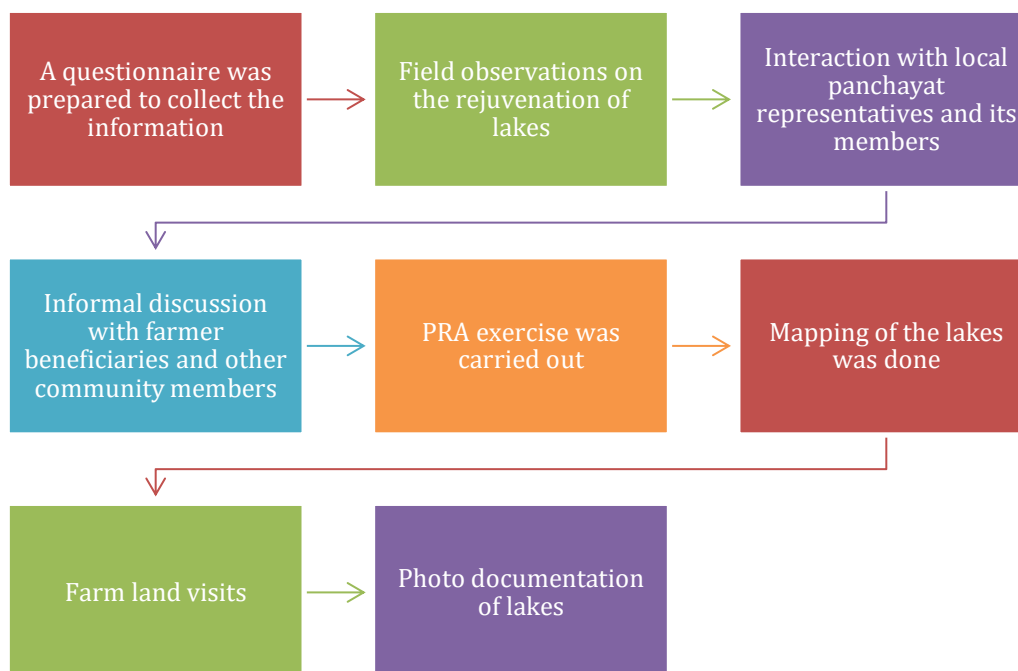 A questionnaire was
prepared to collect the
information
Field observations on
the rejuvenation of
lakes
Interaction with local
panchayat
representatives and its
members
Informal discussion
with farmer
beneficiaries and other
community members
PRA exercise was
carried out
Mapping of the lakes
was done
Farm land visits
Photo documentation
of lakes